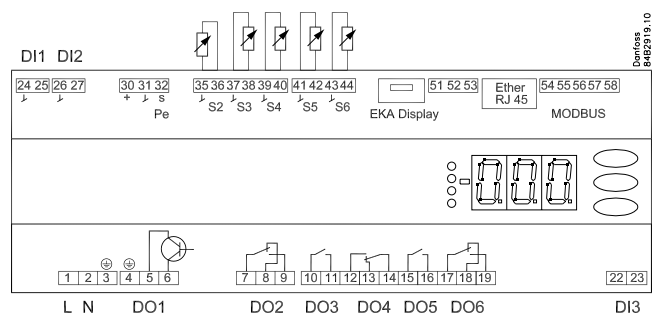 Danfoss
84B2919.10
DI1 DI2
24 25 26 27 30 31 32 35 36 37 38 39 40 41 42 43 44 51 52 53 54 55 56 57 58
+ s S2 S3 S4 S5 S6
Pe
EKA Display
Ether
RJ 45
MODBUS
1 2 3 4 5 6 7 8 9 10 11 12 13 14 15 16 17 18 19 22 23
L N DO1 DO2 DO3 DO4 DO5 DO6 DI3